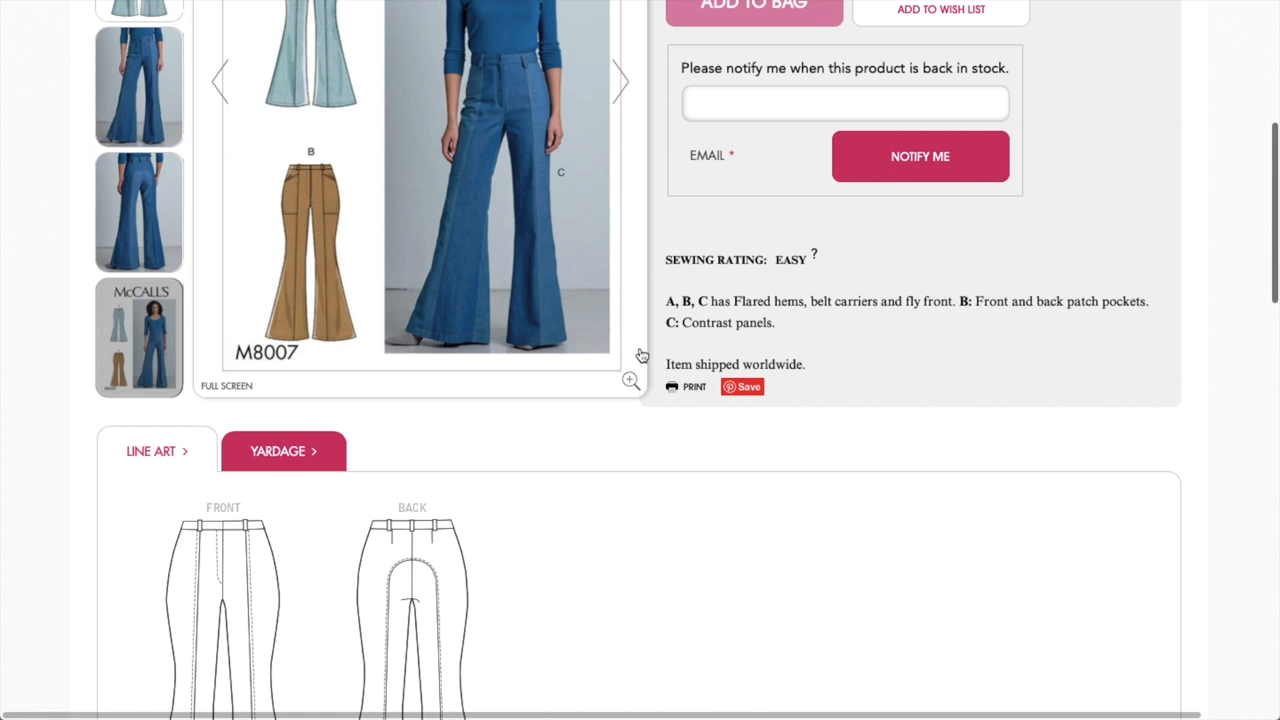 ADD TO BAG
ADD TO WISH LIST
Please notify me when this product is back in stock.
EMAIL *
NOTIFY ME
B
C
M8007
FULL SCREEN
McCALL'S
SEWING RATING: EASY ?
A, B, C has Flared hems, belt carriers and fly front. B: Front and back patch pockets.
C: Contrast panels.
Item shipped worldwide.
PRINT
Save
LINE ART >
YARDAGE >
FRONT
BACK